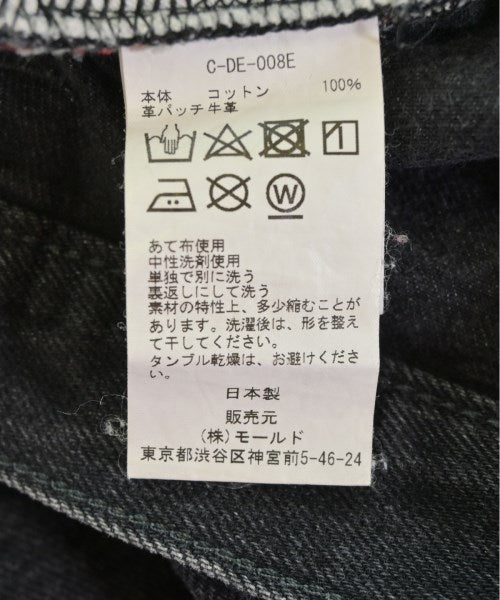 C-DE-008E
本体 コットン 100%
革パッチ牛革
W
あて布使用
中性洗剤使用
単独で別に洗う
裏返しにして洗う
素材の特性上、多少縮むことが
あります。洗濯後は、形を整え
て干してください。
タンブル乾燥は、お避けくださ
い。
日本製
販売元
(株)モールド
東京都渋谷区神宮前5-46-24